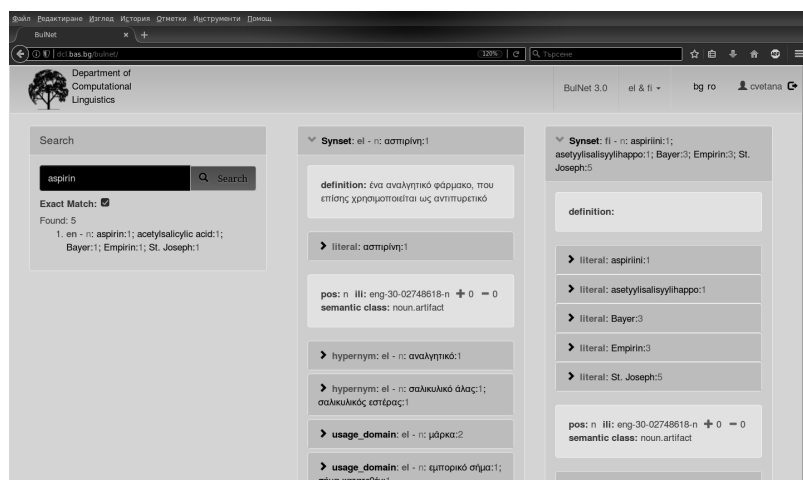 Файл Редактиране Изглед История Отметки Инструменти Помощ
BulNet × +
dcl.bas.bg/bulnet/ 120% Търсене
Department of
Computational
Linguistics
BulNet 3.0 el & fi bg ro cvetana
Search
aspirin Search
Exact Match:
Found: 5
1. en - n: aspirin:1; acetylsalicylic acid:1;
Bayer:1; Empirin:1; St. Joseph:1
Synset: el - n: ασπιρίνη:1
definition: ένα αναλγητικό φάρμακο, που
επίσης χρησιμοποιείται ως αντιπυρετικό
literal: ασπιρίνη:1
pos: n ili: eng-30-02748618-n + 0 − 0
semantic class: noun.artifact
hypernym: el - n: αναλγητικό:1
hypernym: el - n: σαλικυλικό άλας:1;
σαλικυλικός εστέρας:1
usage_domain: el - n: μάρκα:2
usage_domain: el - n: εμπορικό σήμα:1;
Synset: fi - n: aspiriini:1;
asetyylisalisyylihappo:1; Bayer:3; Empirin:3; St.
Joseph:5
definition:
literal: aspiriini:1
literal: asetyylisalisyylihappo:1
literal: Bayer:3
literal: Empirin:3
literal: St. Joseph:5
pos: n ili: eng-30-02748618-n + 0 − 0
semantic class: noun.artifact